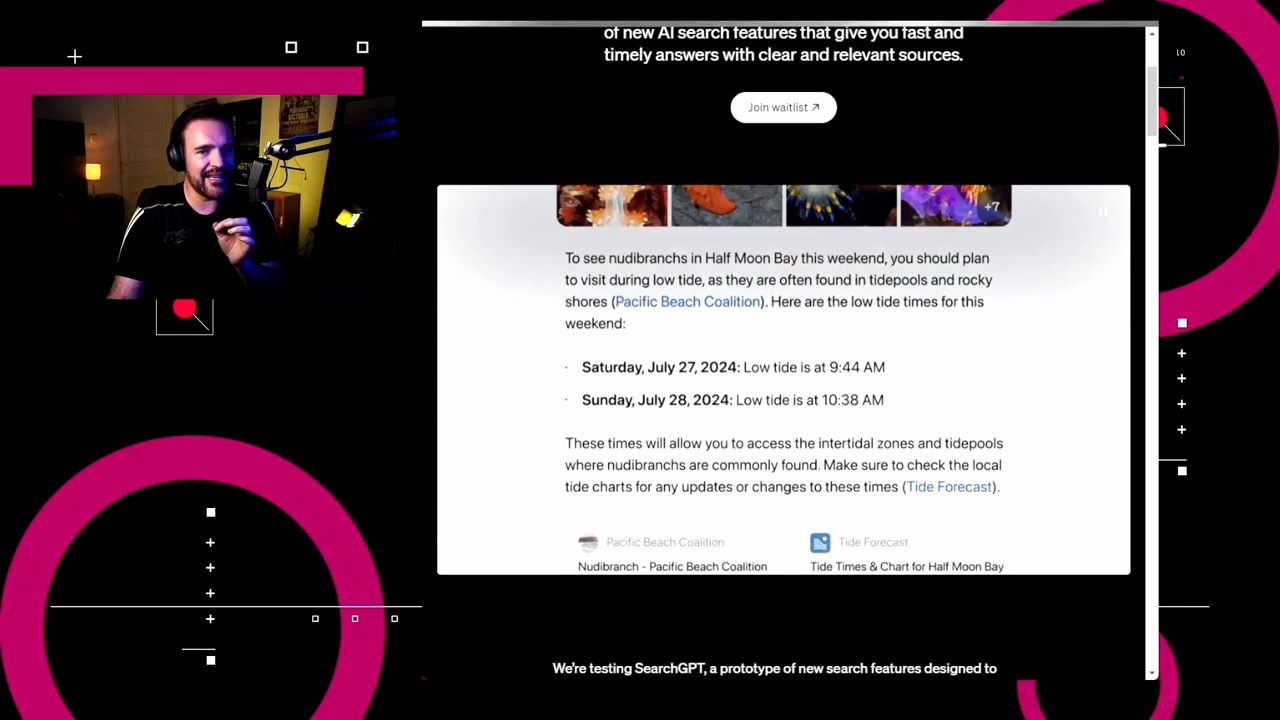 of new AI search features that give you fast and
timely answers with clear and relevant sources.
Join waitlist ↗
+7
To see nudibranchs in Half Moon Bay this weekend, you should plan
to visit during low tide, as they are often found in tidepools and rocky
shores (Pacific Beach Coalition). Here are the low tide times for this
weekend:
· Saturday, July 27, 2024: Low tide is at 9:44 AM
· Sunday, July 28, 2024: Low tide is at 10:38 AM
These times will allow you to access the intertidal zones and tidepools
where nudibranchs are commonly found. Make sure to check the local
tide charts for any updates or changes to these times (Tide Forecast).
Pacific Beach Coalition
Nudibranch - Pacific Beach Coalition
Tide Forecast
Tide Times & Chart for Half Moon Bay
We're testing SearchGPT, a prototype of new search features designed to
10